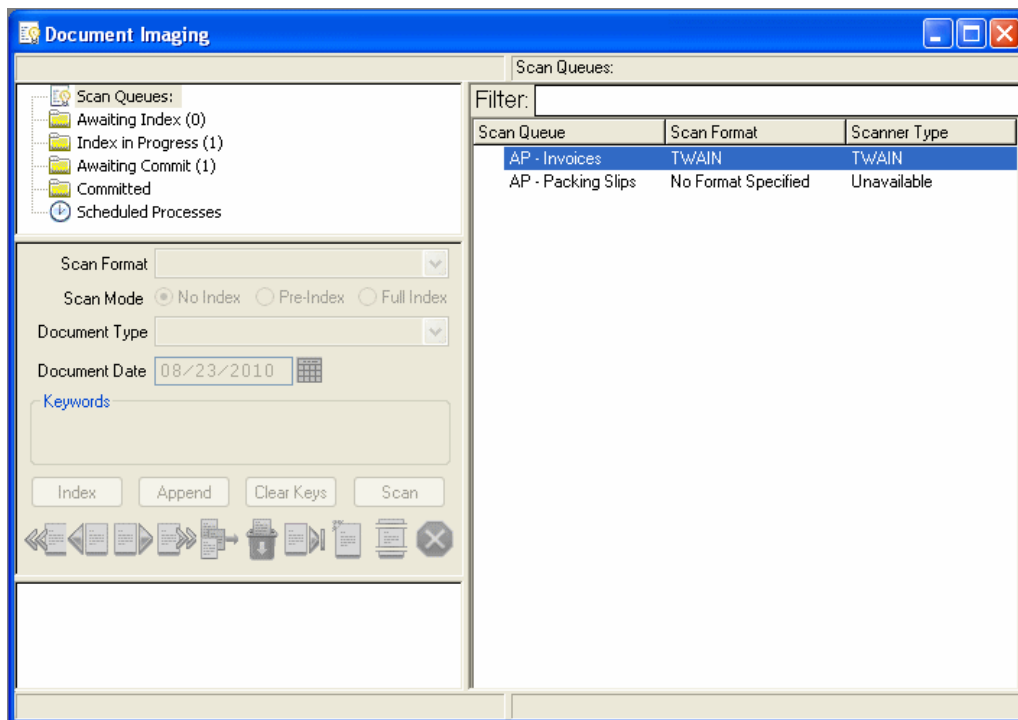 Document Imaging
Scan Queues:
Scan Queues:
Awaiting Index (0)
Index in Progress (1)
Awaiting Commit (1)
Committed
Scheduled Processes
Filter:
Scan Queue Scan Format Scanner Type
AP - Invoices TWAIN TWAIN
AP - Packing Slips No Format Specified Unavailable
Scan Format
Scan Mode No Index Pre-Index Full Index
Document Type
Document Date 08/23/2010
Keywords
Index Append Clear Keys Scan